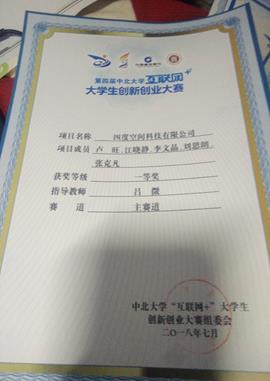 第四届中北大学互联网+
大学生创新创业大赛
项目名称 四度空间科技有限公司
项目成员 卢旺、江晓静、李文晶、刘思朝、
张克凡
获奖等级 一等奖
指导教师 吕微
赛道 主赛道
中北大学“互联网+”大学生
创新创业大赛组委会
二〇一八年七月